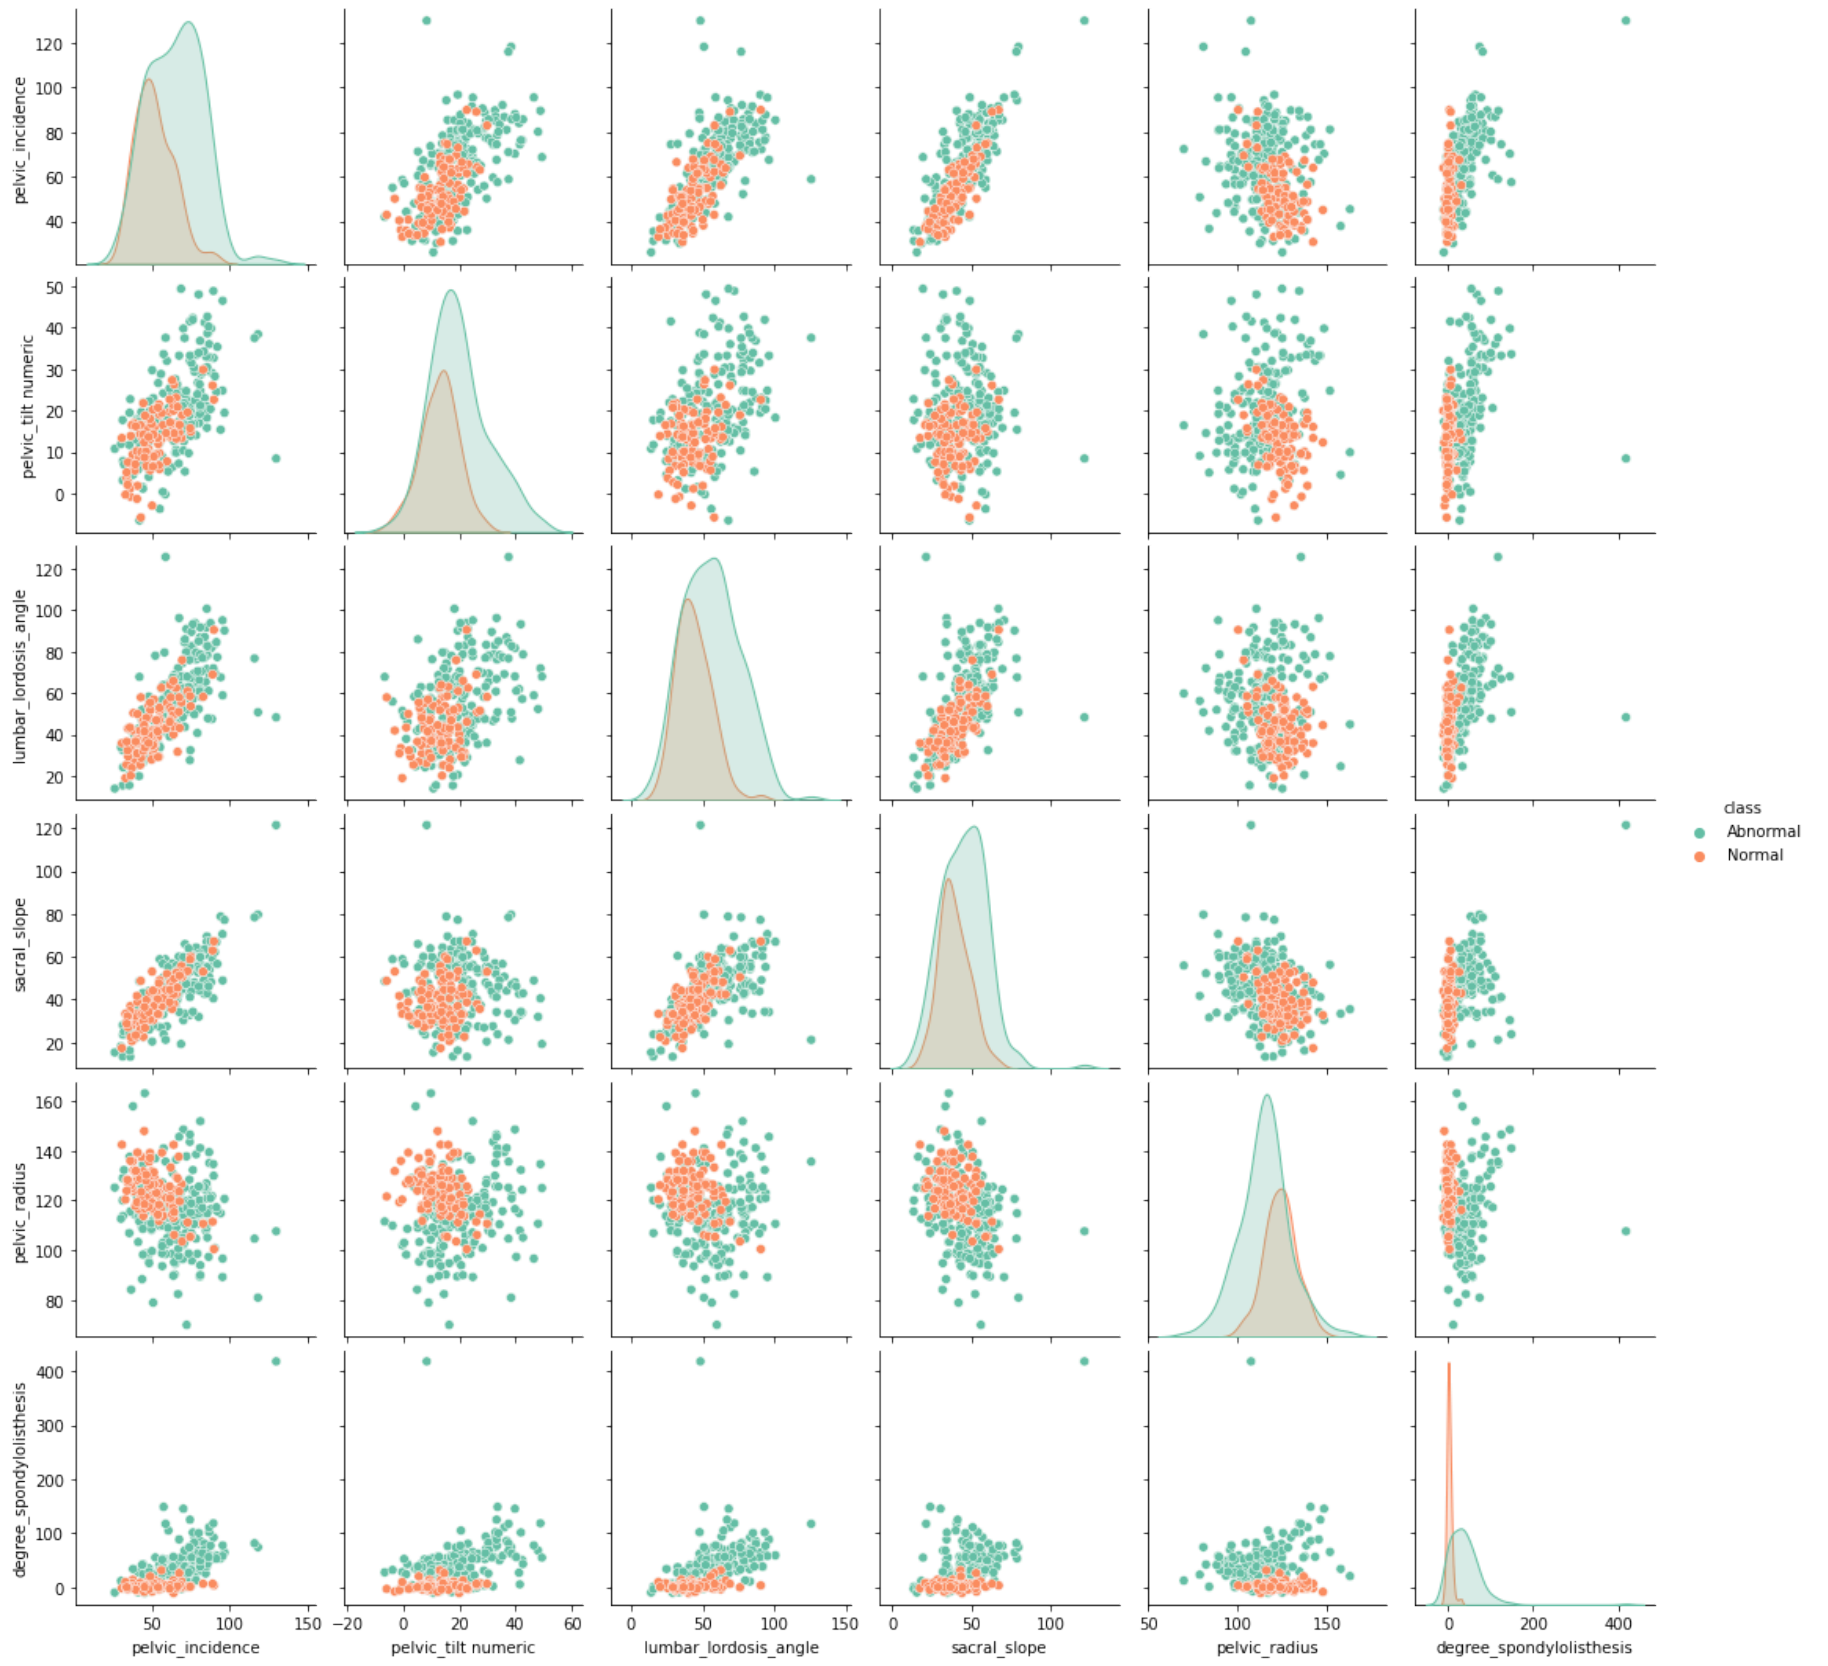 120
100
80
60
40
pelvic_incidence
50
40
30
20
10
0
pelvic_tilt numeric
120
100
80
60
40
20
lumbar_lordosis_angle
class
Abnormal
Normal
120
100
80
60
40
20
sacral_slope
160
140
120
100
80
pelvic_radius
400
300
200
100
0
degree_spondylolisthesis
50 100 150
−20 0 20 40 60
0 50 100 150
0 50 100
50 100 150
0 200 400
pelvic_incidence
pelvic_tilt numeric
lumbar_lordosis_angle
sacral_slope
pelvic_radius
degree_spondylolisthesis